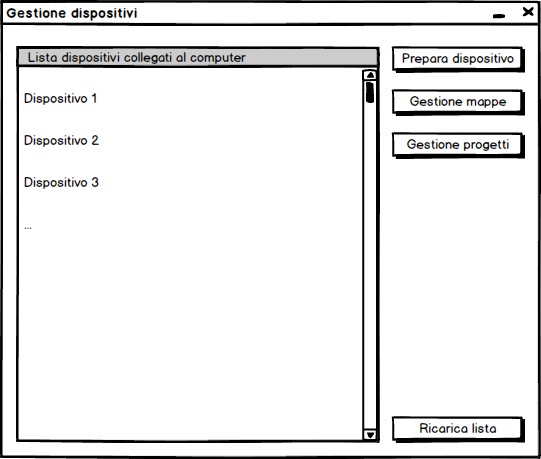 Gestione dispositivi
Lista dispositivi collegati al computer
Dispositivo 1
Dispositivo 2
Dispositivo 3
...
Prepara dispositivo
Gestione mappe
Gestione progetti
Ricarica lista